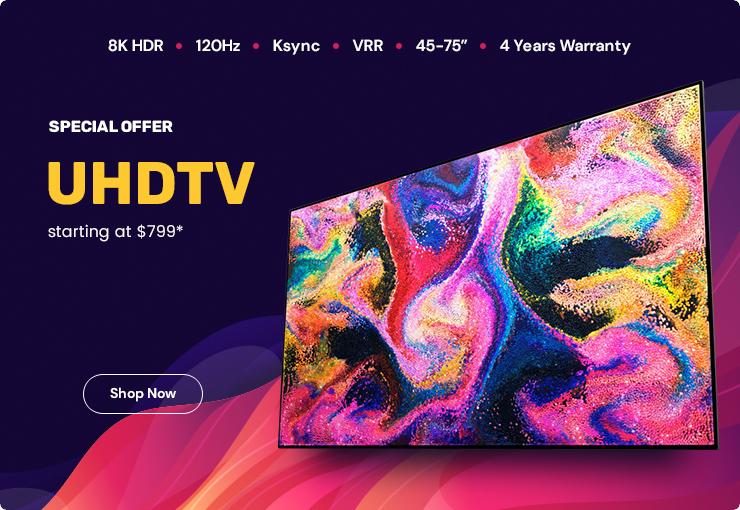 8K HDR • 120Hz • Ksync • VRR • 45-75” • 4 Years Warranty
SPECIAL OFFER
UHDTV
starting at $799*
Shop Now